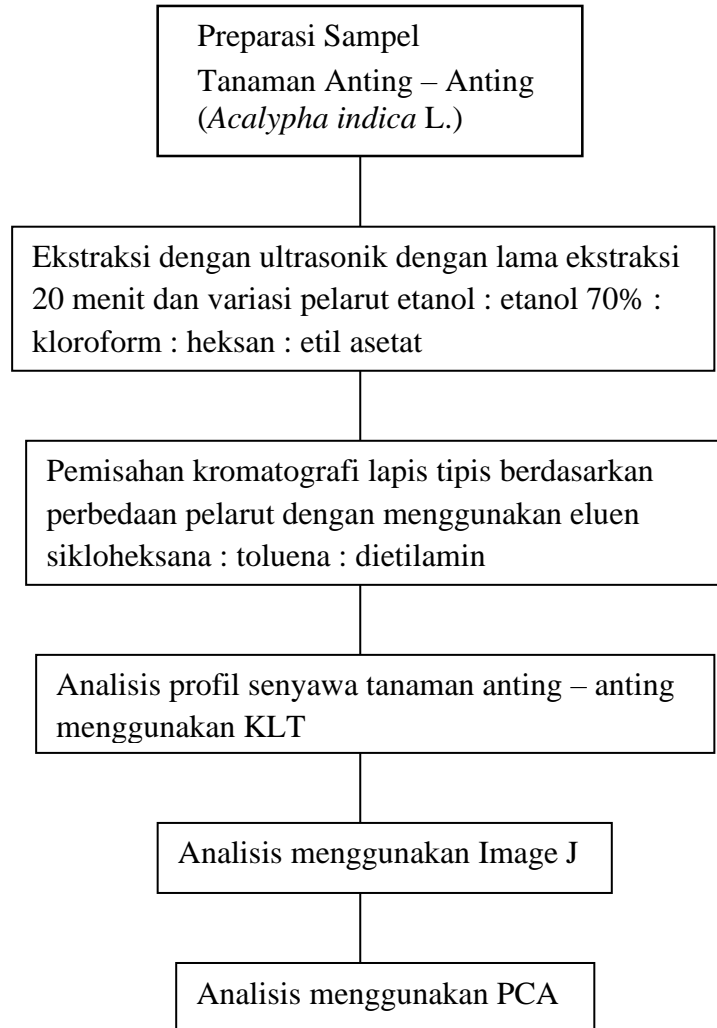 Preparasi Sampel
Tanaman Anting – Anting
(Acalypha indica L.)
Ekstraksi dengan ultrasonik dengan lama ekstraksi
20 menit dan variasi pelarut etanol : etanol 70% :
kloroform : heksan : etil asetat
Pemisahan kromatografi lapis tipis berdasarkan
perbedaan pelarut dengan menggunakan eluen
sikloheksana : toluena : dietilamin
Analisis profil senyawa tanaman anting – anting
menggunakan KLT
Analisis menggunakan Image J
Analisis menggunakan PCA